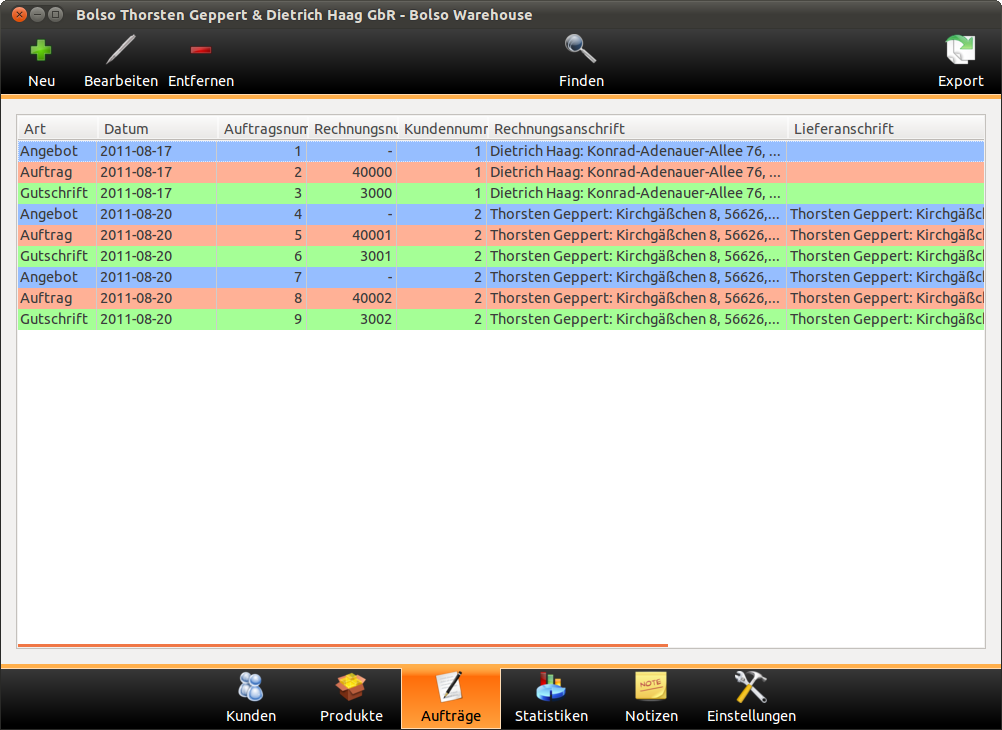 Bolso Thorsten Geppert & Dietrich Haag GbR - Bolso Warehouse
Neu Bearbeiten Entfernen Finden Export
Art Datum Auftragsnum Rechnungsnu Kundennumr Rechnungsanschrift Lieferanschrift
Angebot 2011-08-17 1 - 1 Dietrich Haag: Konrad-Adenauer-Allee 76, ...
Auftrag 2011-08-17 2 40000 1 Dietrich Haag: Konrad-Adenauer-Allee 76, ...
Gutschrift 2011-08-17 3 3000 1 Dietrich Haag: Konrad-Adenauer-Allee 76, ...
Angebot 2011-08-20 4 - 2 Thorsten Geppert: Kirchgäßchen 8, 56626,... Thorsten Geppert: Kirchgäßcl
Auftrag 2011-08-20 5 40001 2 Thorsten Geppert: Kirchgäßchen 8, 56626,... Thorsten Geppert: Kirchgäßcl
Gutschrift 2011-08-20 6 3001 2 Thorsten Geppert: Kirchgäßchen 8, 56626,... Thorsten Geppert: Kirchgäßcl
Angebot 2011-08-20 7 - 2 Thorsten Geppert: Kirchgäßchen 8, 56626,... Thorsten Geppert: Kirchgäßcl
Auftrag 2011-08-20 8 40002 2 Thorsten Geppert: Kirchgäßchen 8, 56626,... Thorsten Geppert: Kirchgäßcl
Gutschrift 2011-08-20 9 3002 2 Thorsten Geppert: Kirchgäßchen 8, 56626,... Thorsten Geppert: Kirchgäßcl
NOTE
Kunden Produkte Aufträge Statistiken Notizen Einstellungen